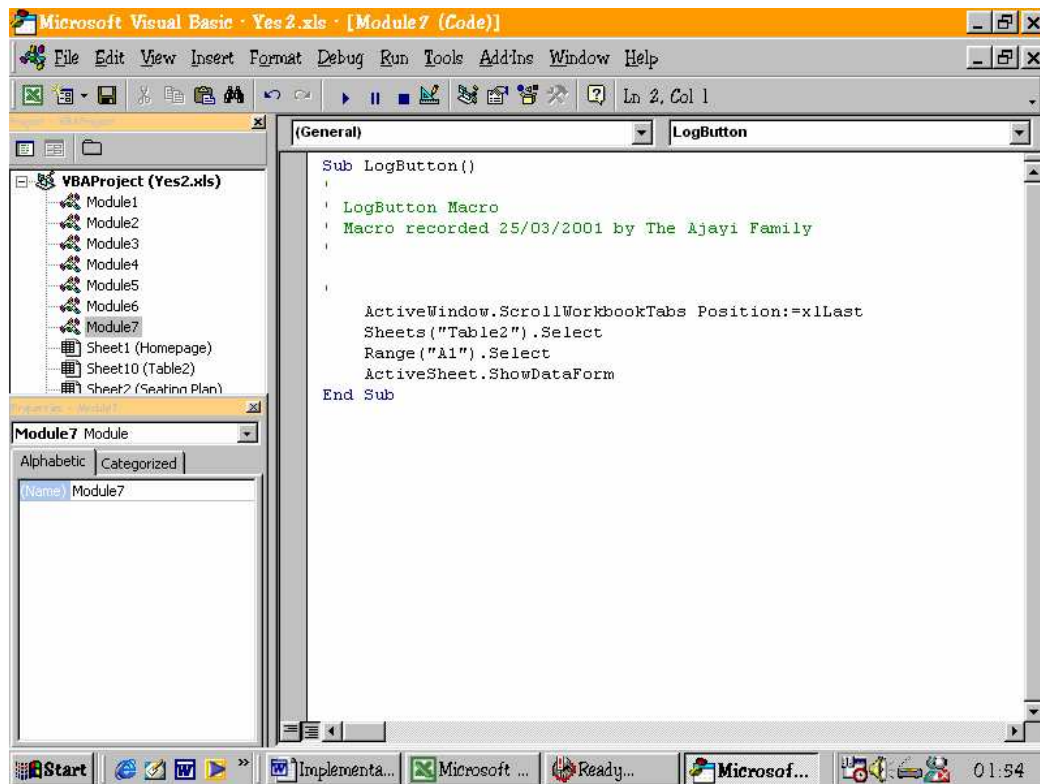 Microsoft Visual Basic - Yes2.xls - [Module7 (Code)]
File Edit View Insert Format Debug Run Tools Add-Ins Window Help
Ln 2, Col 1
Project - VBAProject
(General)
LogButton
VBAProject (Yes2.xls)
Module1
Module2
Module3
Module4
Module5
Module6
Module7
Sheet1 (Homepage)
Sheet10 (Table2)
Sheet2 (Seating Plan)
Properties - Module7
Module7 Module
Alphabetic Categorized
(Name) Module7
Sub LogButton()
'
' LogButton Macro
' Macro recorded 25/03/2001 by The Ajayi Family
'
'
ActiveWindow.ScrollWorkbookTabs Position:=xlLast
Sheets("Table2").Select
Range("A1").Select
ActiveSheet.ShowDataForm
End Sub
Start » Implementa... Microsoft ... Ready... Microsof... 01:54